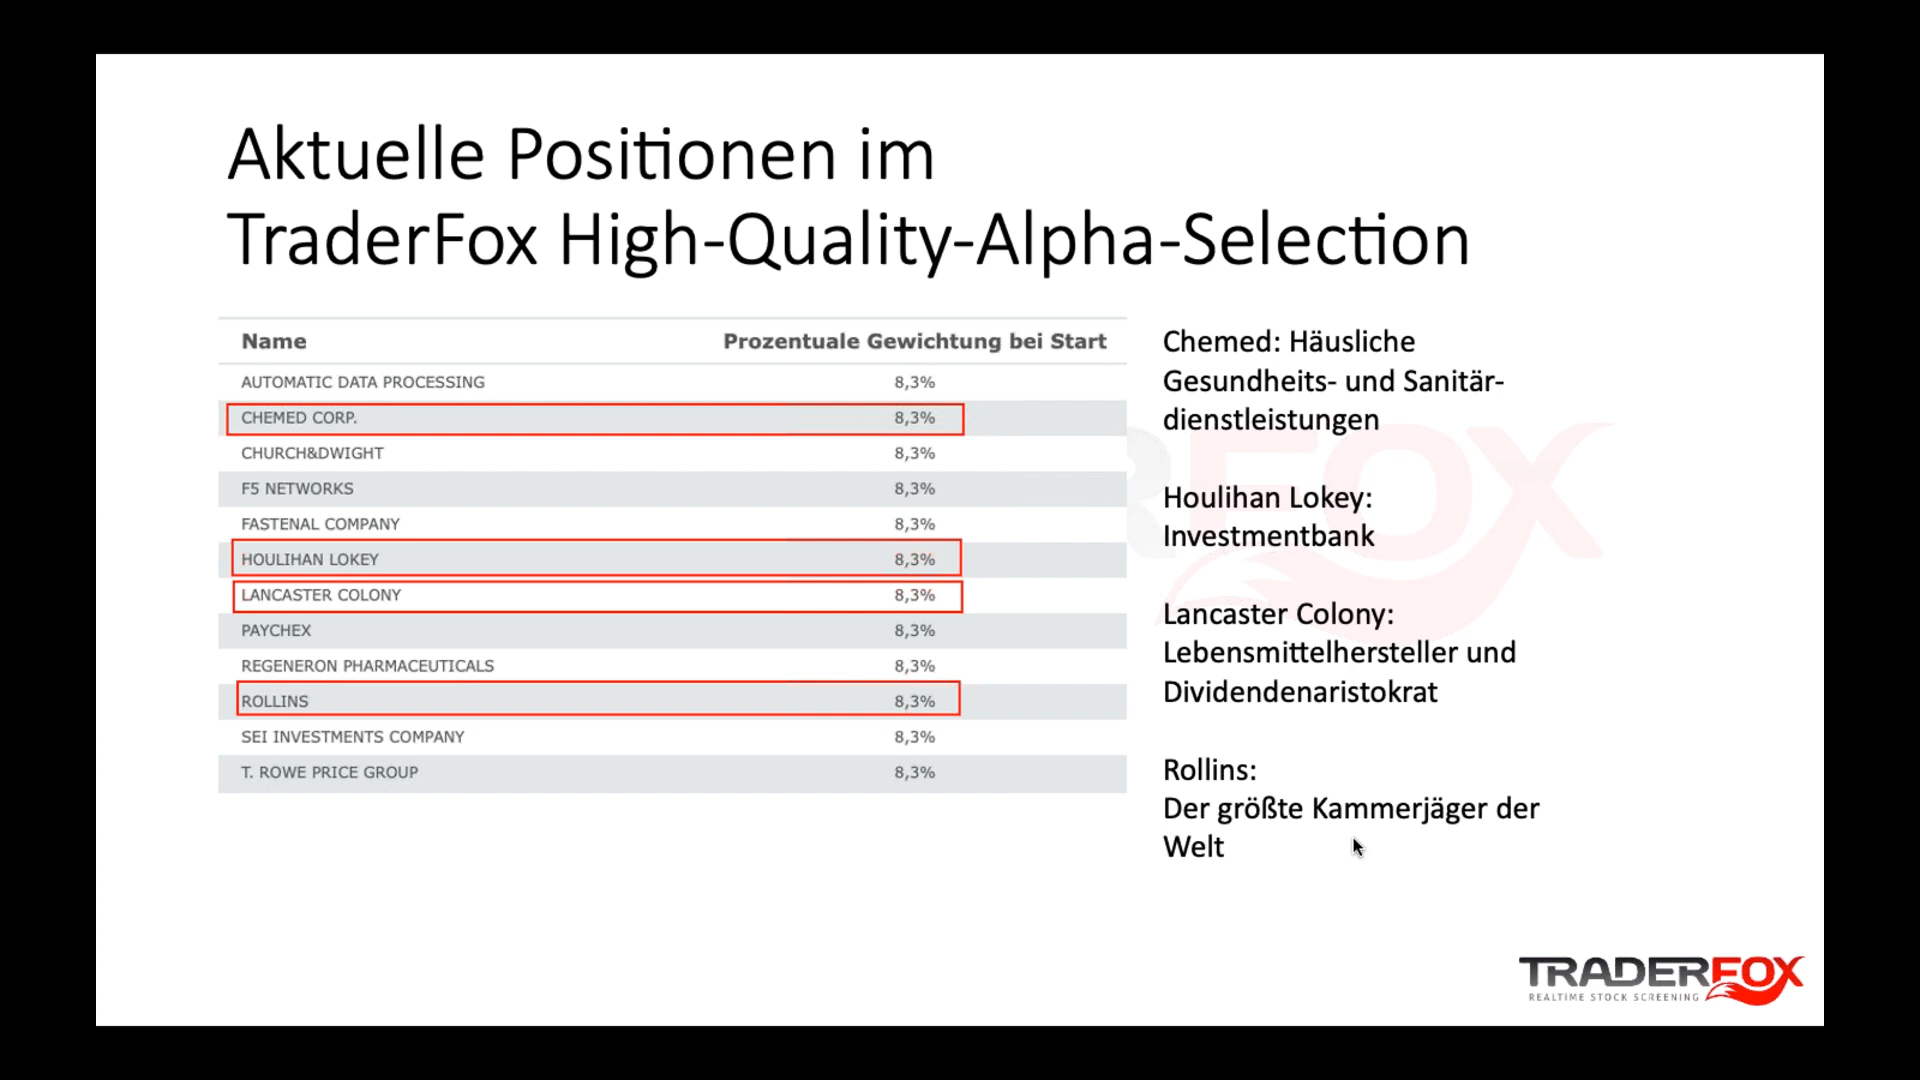 Aktuelle Positionen im
TraderFox High-Quality-Alpha-Selection
Name Prozentuale Gewichtung bei Start
AUTOMATIC DATA PROCESSING 8,3%
CHEMED CORP. 8,3%
CHURCH&DWIGHT 8,3%
F5 NETWORKS 8,3%
FASTENAL COMPANY 8,3%
HOULIHAN LOKEY 8,3%
LANCASTER COLONY 8,3%
PAYCHEX 8,3%
REGENERON PHARMACEUTICALS 8,3%
ROLLINS 8,3%
SEI INVESTMENTS COMPANY 8,3%
T. ROWE PRICE GROUP 8,3%
Chemed: Häusliche
Gesundheits- und Sanitär-
dienstleistungen
Houlihan Lokey:
Investmentbank
Lancaster Colony:
Lebensmittelhersteller und
Dividendenaristokrat
Rollins:
Der größte Kammerjäger der
Welt
RFOX
TRADERFOX
REALTIME STOCK SCREENING